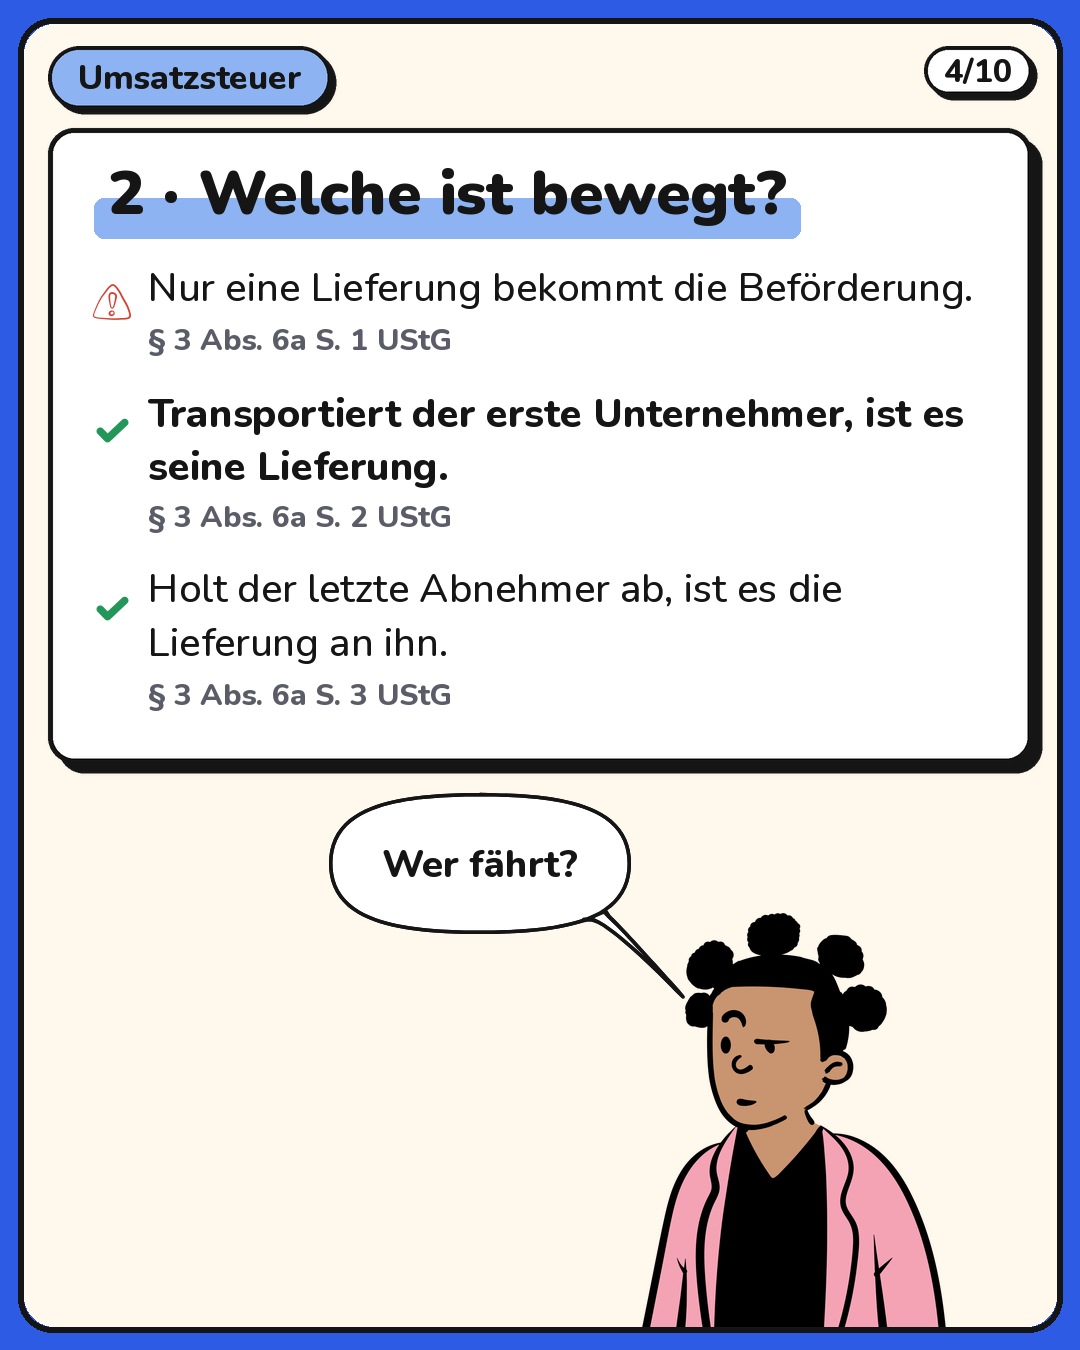 Umsatzsteuer
4/10
2 · Welche ist bewegt?
Nur eine Lieferung bekommt die Beförderung.
§ 3 Abs. 6a S. 1 UStG
Transportiert der erste Unternehmer, ist es
seine Lieferung.
§ 3 Abs. 6a S. 2 UStG
Holt der letzte Abnehmer ab, ist es die
Lieferung an ihn.
§ 3 Abs. 6a S. 3 UStG
Wer fährt?